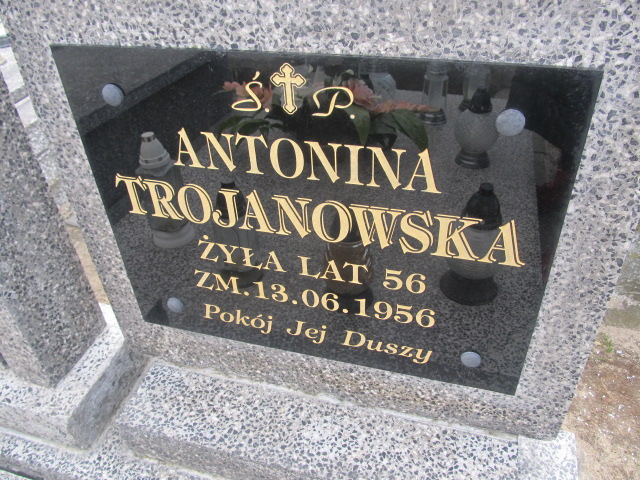 Ś P.
ANTONINA
TROJANOWSKA
ŻYŁA LAT 56
ZM. 13.06.1956
Pokój Jej Duszy